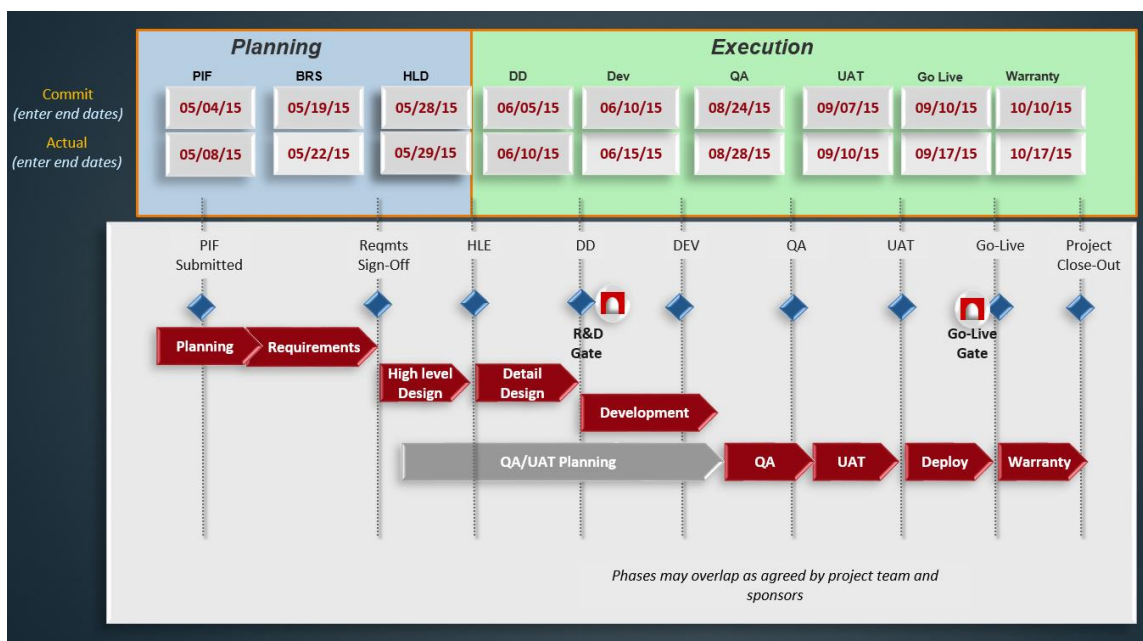 Planning
Execution
PIF BRS HLD DD Dev QA UAT Go Live Warranty
Commit
(enter end dates)
05/04/15 05/19/15 05/28/15 06/05/15 06/10/15 08/24/15 09/07/15 09/10/15 10/10/15
Actual
(enter end dates)
05/08/15 05/22/15 05/29/15 06/10/15 06/15/15 08/28/15 09/10/15 09/17/15 10/17/15
PIF
Submitted
Reqmts
Sign-Off
HLE
DD
DEV
QA
UAT
Go-Live
Project
Close-Out
R&D
Gate
Go-Live
Gate
Planning
Requirements
High level
Design
Detail
Design
Development
QA/UAT Planning
QA
UAT
Deploy
Warranty
Phases may overlap as agreed by project team and
sponsors